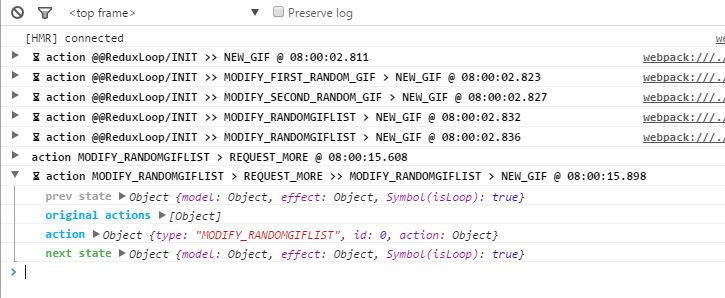 <top frame> ▼ Preserve log
[HMR] connected
▶ ⧗ action @@ReduxLoop/INIT >> NEW_GIF @ 08:00:02.811 webpack:///./
▶ ⧗ action @@ReduxLoop/INIT >> MODIFY_FIRST_RANDOM_GIF > NEW_GIF @ 08:00:02.823 webpack:///./
▶ ⧗ action @@ReduxLoop/INIT >> MODIFY_SECOND_RANDOM_GIF > NEW_GIF @ 08:00:02.827 webpack:///./
▶ ⧗ action @@ReduxLoop/INIT >> MODIFY_RANDOMGIFLIST > NEW_GIF @ 08:00:02.832 webpack:///./
▶ ⧗ action @@ReduxLoop/INIT >> MODIFY_RANDOMGIFLIST > NEW_GIF @ 08:00:02.836 webpack:///./
▶ action MODIFY_RANDOMGIFLIST > REQUEST_MORE @ 08:00:15.608
▼ ⧗ action MODIFY_RANDOMGIFLIST > REQUEST_MORE >> MODIFY_RANDOMGIFLIST > NEW_GIF @ 08:00:15.898
prev state ▶ Object {model: Object, effect: Object, Symbol(isLoop): true}
original actions ▶ [Object]
action ▶ Object {type: "MODIFY_RANDOMGIFLIST", id: 0, action: Object}
next state ▶ Object {model: Object, effect: Object, Symbol(isLoop): true}
>